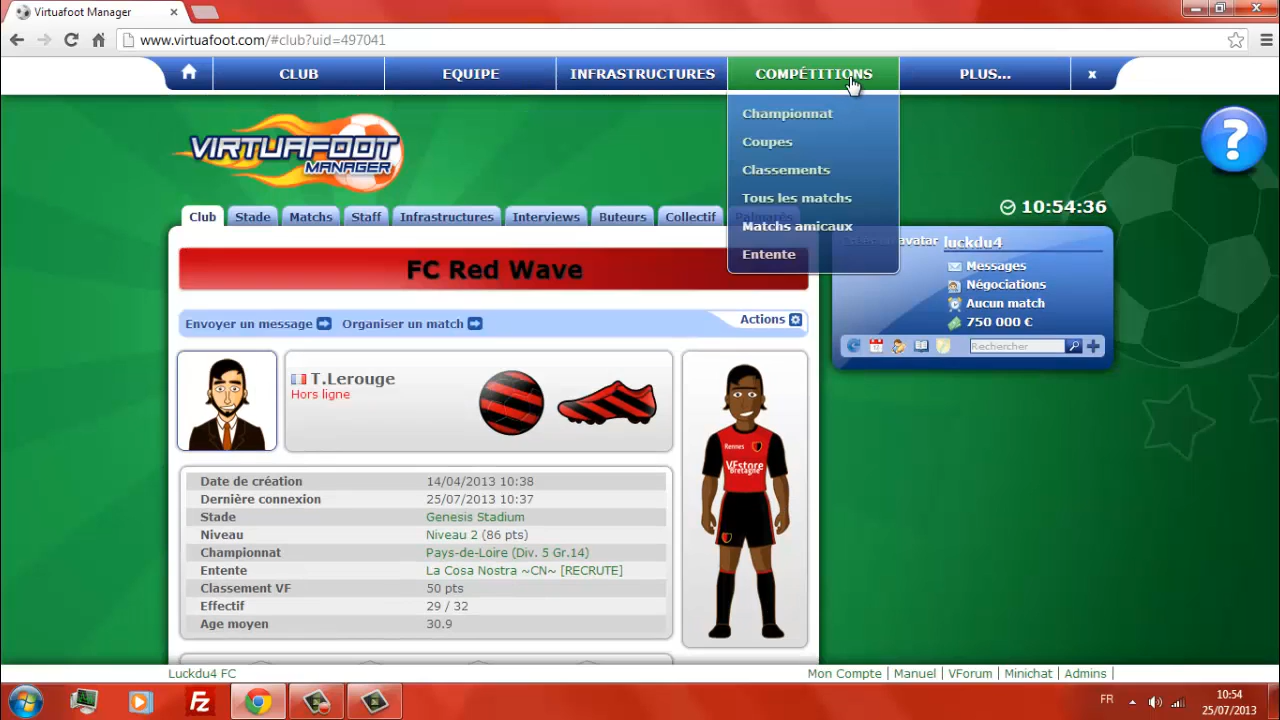 Virtuafoot Manager
www.virtuafoot.com/#club?uid=497041
CLUB
EQUIPE
INFRASTRUCTURES
COMPÉTITIONS
PLUS...
x
Championnat
Coupes
Classements
Tous les matchs
Matchs amicaux
Entente
VIRTUAFOOT
MANAGER
?
10:54:36
Club
Stade
Matchs
Staff
Infrastructures
Interviews
Buteurs
Collectif
Palmarès
avatar
luckdu4
Messages
Négociations
Aucun match
750 000 €
Rechercher
FC Red Wave
Envoyer un message
Organiser un match
Actions
T.Lerouge
Hors ligne
Rennes
VFstore
Bretagne
Date de création 14/04/2013 10:38
Dernière connexion 25/07/2013 10:37
Stade Genesis Stadium
Niveau Niveau 2 (86 pts)
Championnat Pays-de-Loire (Div. 5 Gr.14)
Entente La Cosa Nostra ~CN~ [RECRUTE]
Classement VF 50 pts
Effectif 29 / 32
Age moyen 30.9
Luckdu4 FC
Mon Compte
Manuel
VForum
Minichat
Admins
FR
10:54
25/07/2013